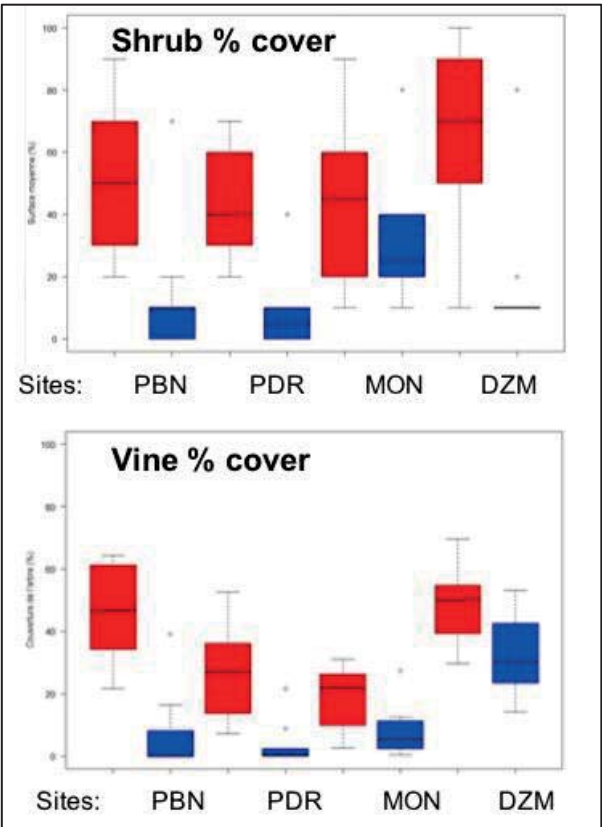 Shrub % cover
Surface moyenne (%)
100
80
60
40
20
0
Sites: PBN PDR MON DZM
Vine % cover
Couverture de l'arbre (%)
100
80
60
40
20
0
Sites: PBN PDR MON DZM